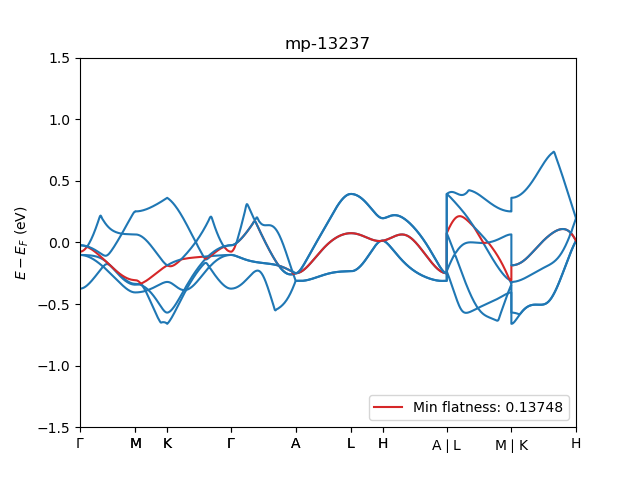 mp-13237
1.5
1.0
0.5
0.0
−0.5
−1.0
−1.5
E − E_F (eV)
Min flatness: 0.13748
Γ M K Γ A L H A | L M | K H